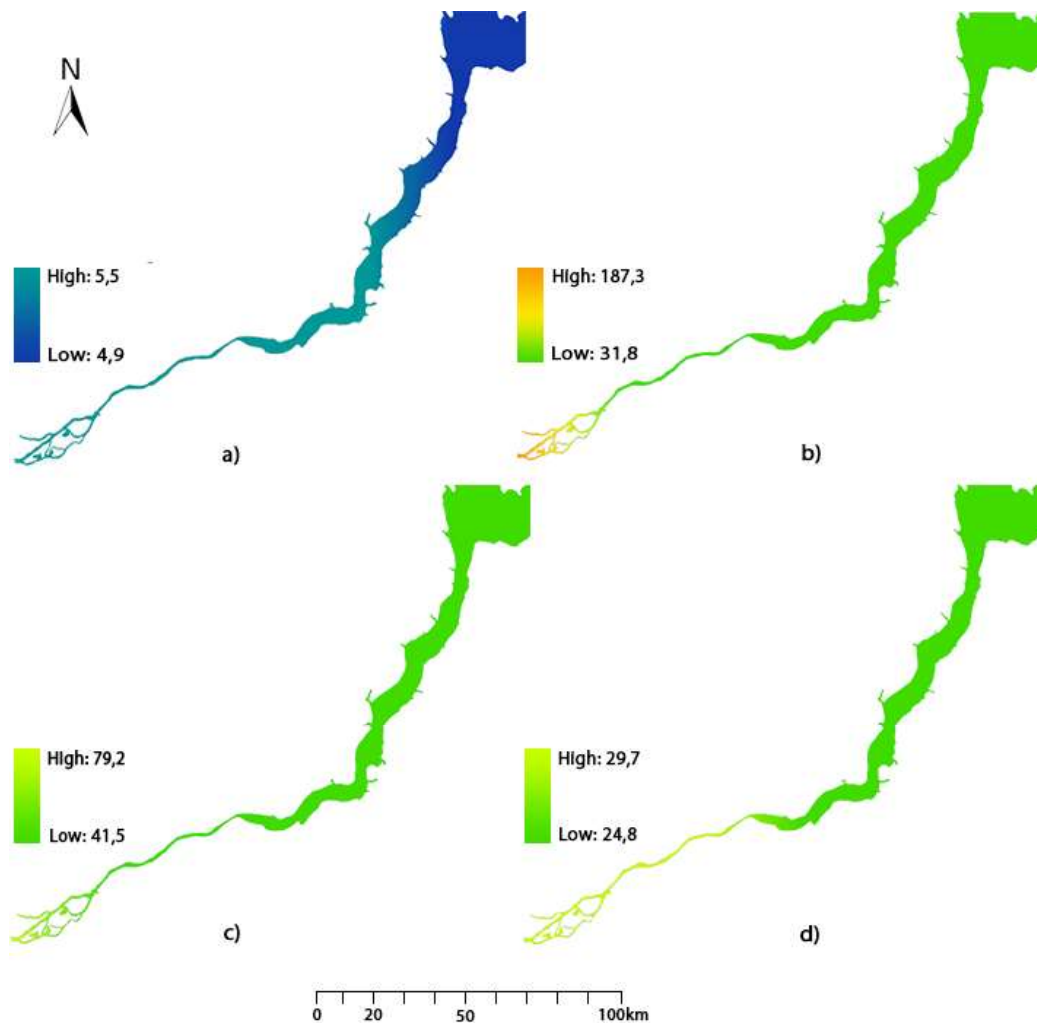 N
High: 5,5
Low: 4,9
a)
High: 187,3
Low: 31,8
b)
High: 79,2
Low: 41,5
c)
High: 29,7
Low: 24,8
d)
0 20 50 100km